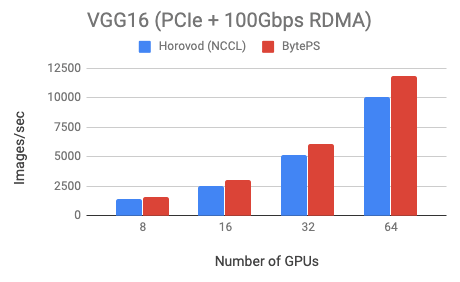 VGG16 (PCIe + 100Gbps RDMA)
Horovod (NCCL) BytePS
12500
10000
7500
5000
2500
0
Images/sec
8 16 32 64
Number of GPUs